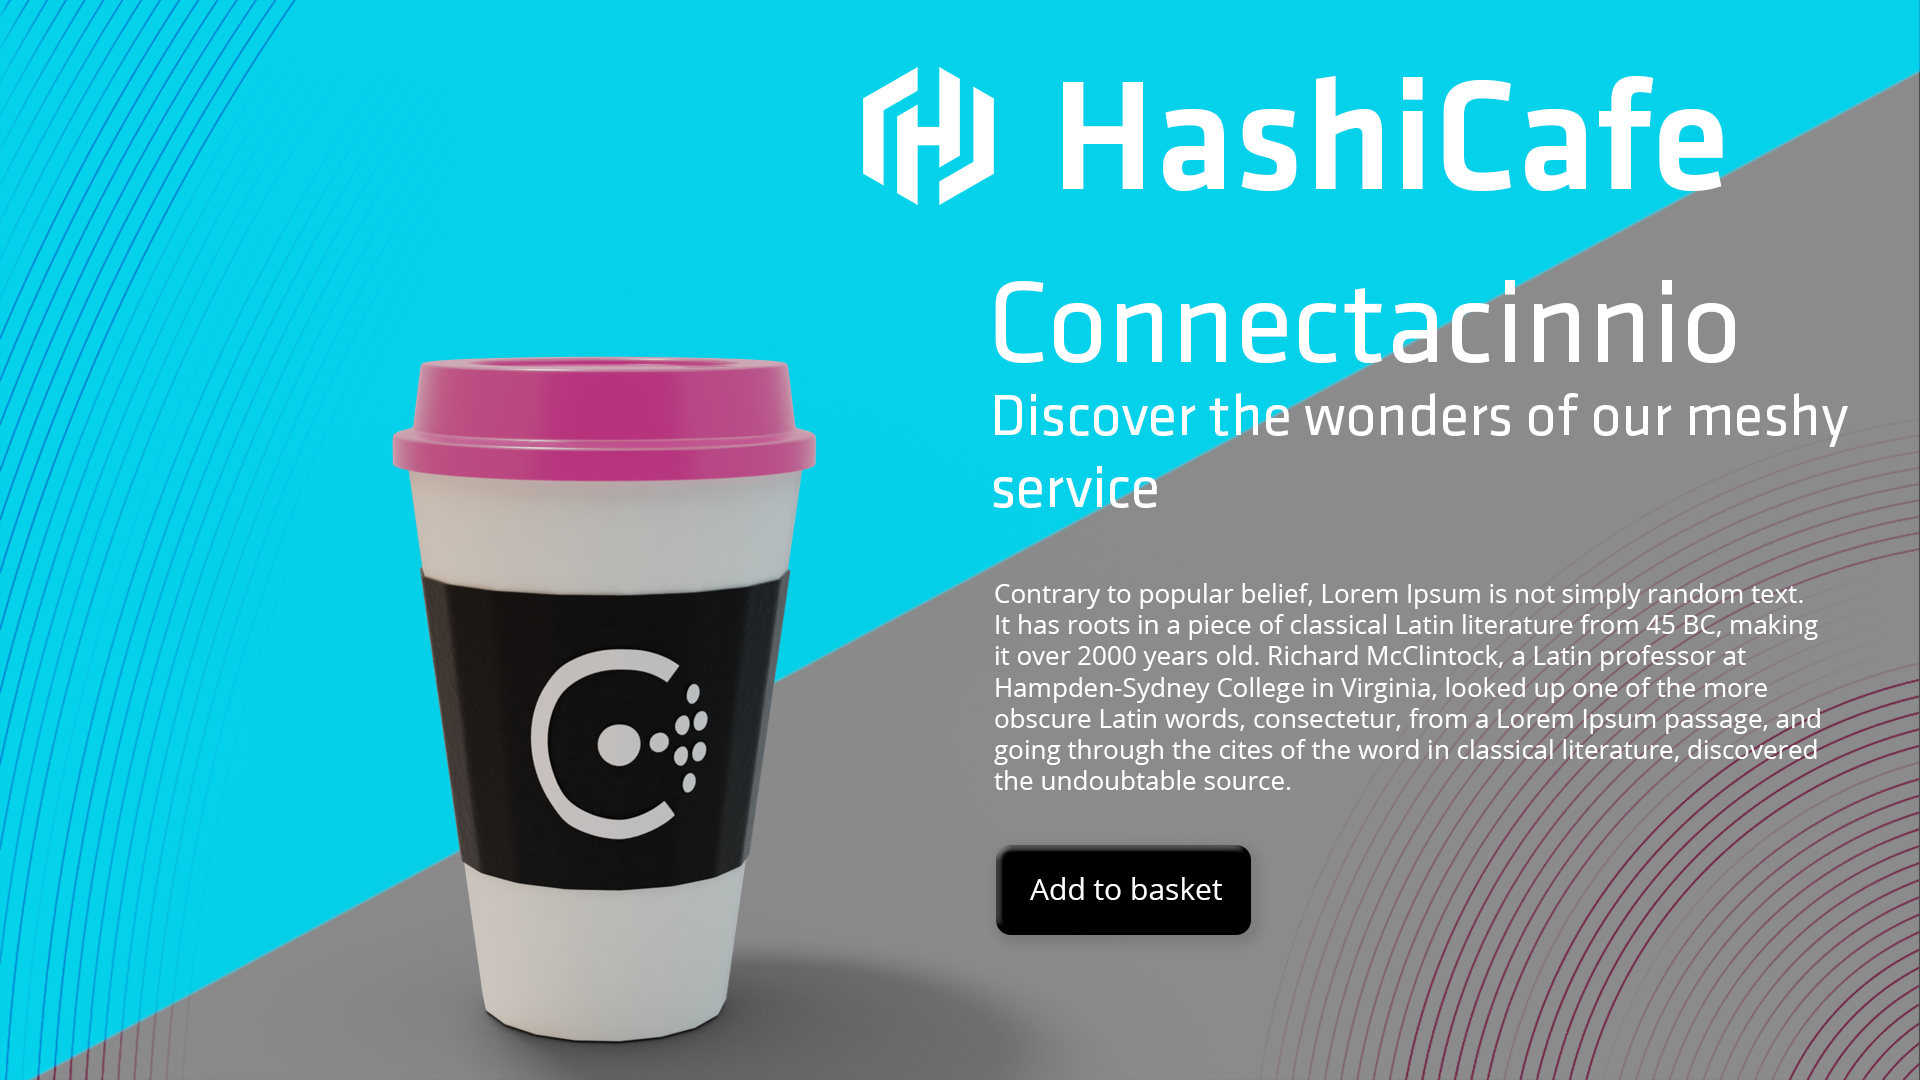 HashiCafe
Connectacinnio
Discover the wonders of our meshy
service
Contrary to popular belief, Lorem Ipsum is not simply random text.
It has roots in a piece of classical Latin literature from 45 BC, making
it over 2000 years old. Richard McClintock, a Latin professor at
Hampden-Sydney College in Virginia, looked up one of the more
obscure Latin words, consectetur, from a Lorem Ipsum passage, and
going through the cites of the word in classical literature, discovered
the undoubtable source.
Add to basket